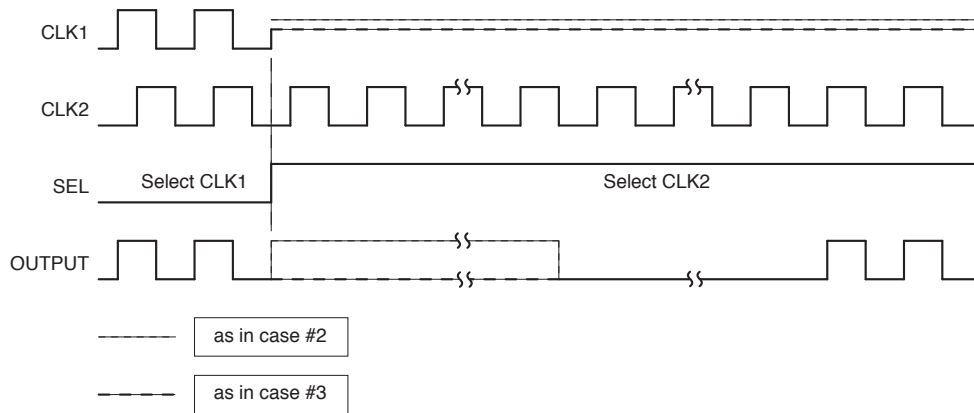 CLK1
CLK2
SEL
Select CLK1
Select CLK2
OUTPUT
as in case #2
as in case #3